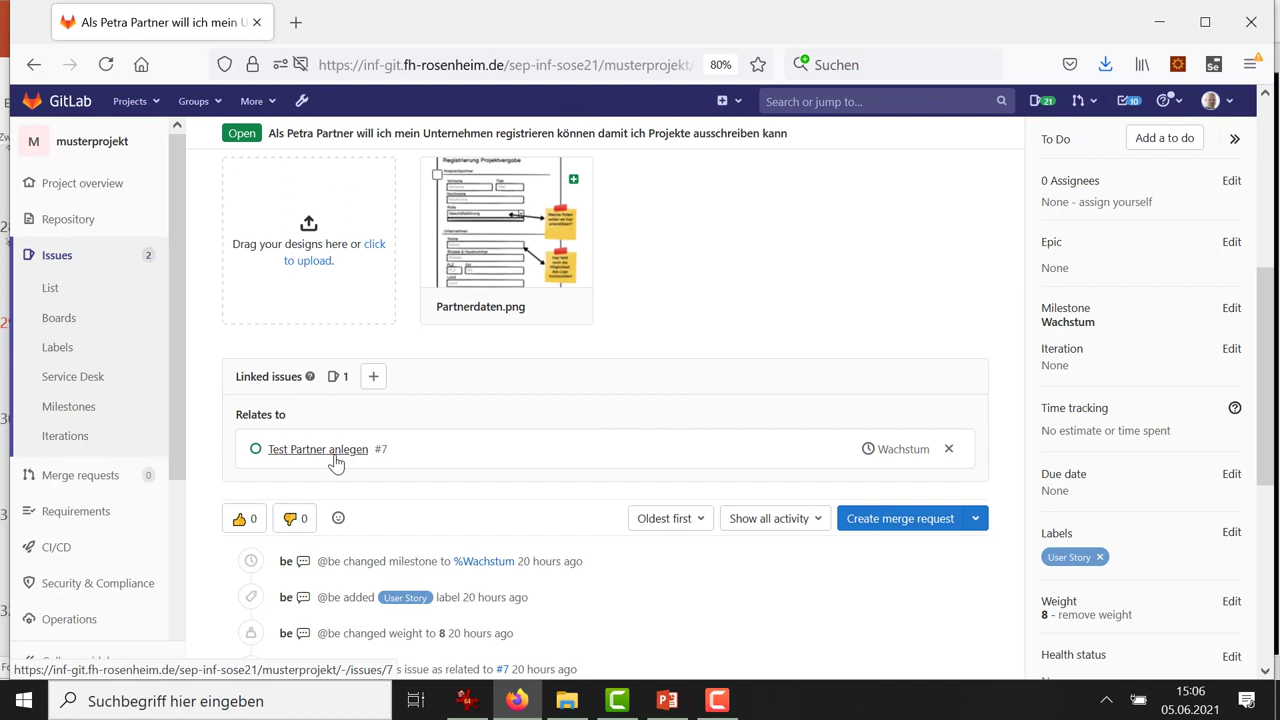 Als Petra Partner will ich mein U
https://inf-git.fh-rosenheim.de/sep-inf-sose21/musterprojekt/
80%
Suchen
GitLab
Projects
Groups
More
Search or jump to...
21
10
M
musterprojekt
Project overview
Repository
Issues
2
List
Boards
Labels
Service Desk
Milestones
Iterations
Merge requests
0
Requirements
CI/CD
Security & Compliance
Operations
Open
Als Petra Partner will ich mein Unternehmen registrieren können damit ich Projekte ausschreiben kann
Drag your designs here or click
to upload.
Registrierung Projektvergabe
Partnerdaten.png
Linked issues
1
Relates to
Test Partner anlegen #7
Wachstum
0
0
Oldest first
Show all activity
Create merge request
be @be changed milestone to %Wachstum 20 hours ago
be @be added User Story label 20 hours ago
be @be changed weight to 8 20 hours ago
https://inf-git.fh-rosenheim.de/sep-inf-sose21/musterprojekt/-/issues/7
s issue as related to #7 20 hours ago
To Do
Add a to do
0 Assignees
Edit
None - assign yourself
Epic
Edit
None
Milestone
Edit
Wachstum
Iteration
Edit
None
Time tracking
No estimate or time spent
Due date
Edit
None
Labels
Edit
User Story
Weight
Edit
8 - remove weight
Health status
Edit
Suchbegriff hier eingeben
15:06
05.06.2021